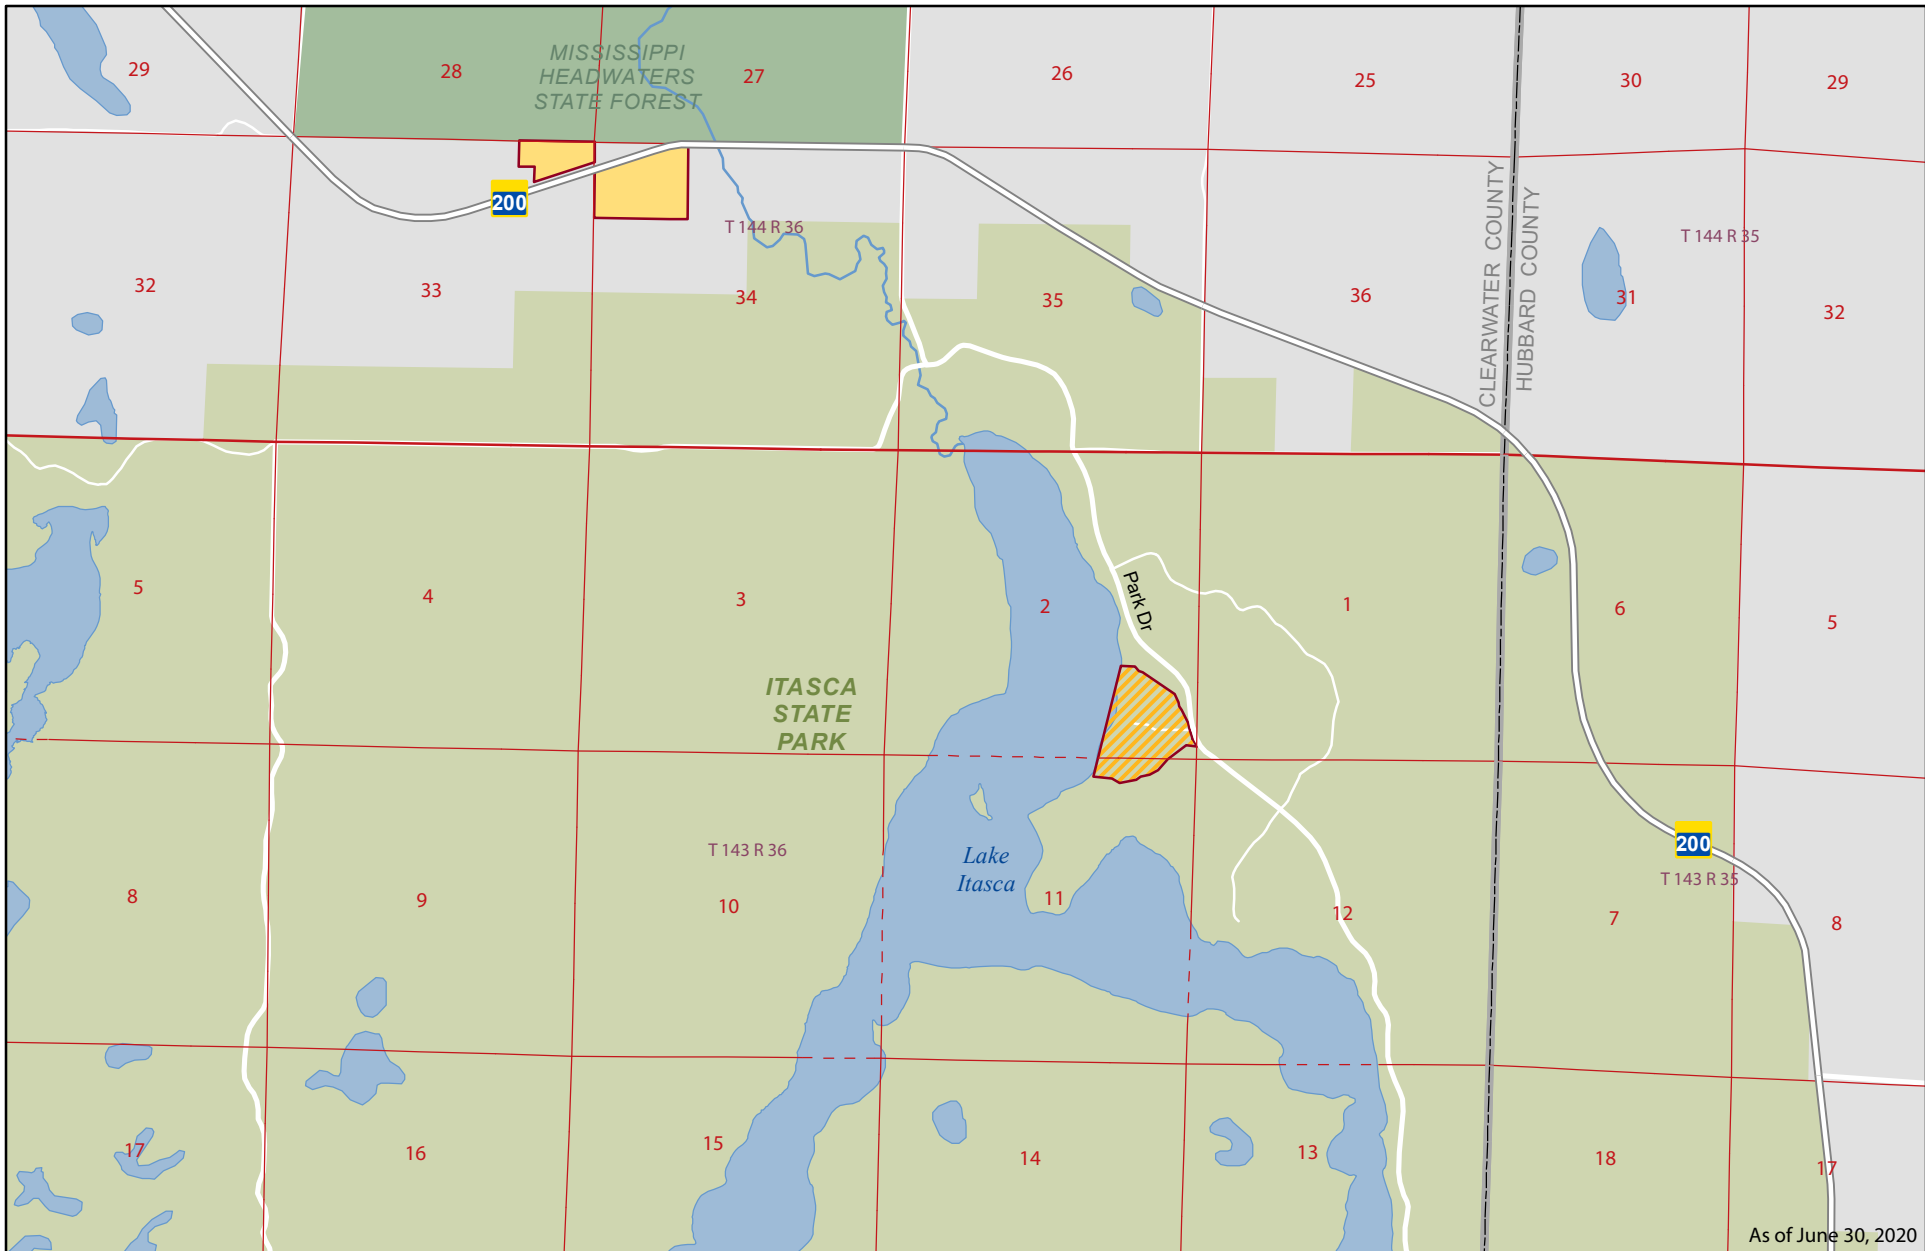 MISSISSIPPI
HEADWATERS
STATE FOREST
29
28
27
26
25
30
29
200
T 144 R 36
T 144 R 35
CLEARWATER COUNTY
HUBBARD COUNTY
32
33
34
35
36
31
32
Park Dr
5
4
3
2
1
6
5
ITASCA
STATE
PARK
200
T 143 R 36
T 143 R 35
Lake
Itasca
8
9
10
11
12
7
8
17
16
15
14
13
18
17
As of June 30, 2020